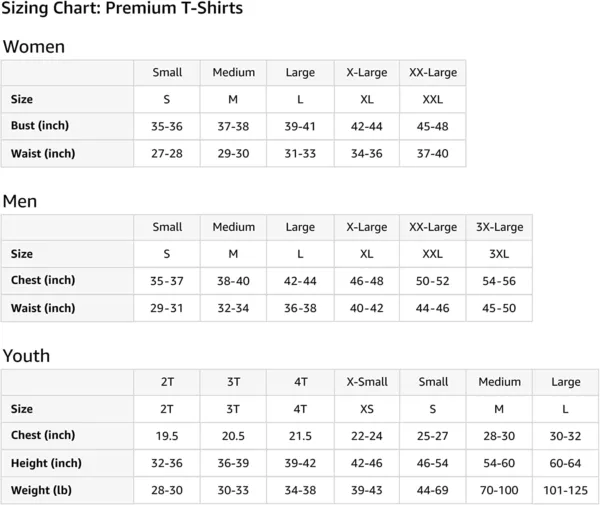 Sizing Chart: Premium T-Shirts
Women
Small Medium Large X-Large XX-Large
Size S M L XL XXL
Bust (inch) 35-36 37-38 39-41 42-44 45-48
Waist (inch) 27-28 29-30 31-33 34-36 37-40
Men
Small Medium Large X-Large XX-Large 3X-Large
Size S M L XL XXL 3XL
Chest (inch) 35-37 38-40 42-44 46-48 50-52 54-56
Waist (inch) 29-31 32-34 36-38 40-42 44-46 45-50
Youth
2T 3T 4T X-Small Small Medium Large
Size 2T 3T 4T XS S M L
Chest (inch) 19.5 20.5 21.5 22-24 25-27 28-30 30-32
Height (inch) 32-36 36-39 39-42 42-46 46-54 54-60 60-64
Weight (lb) 28-30 30-33 34-38 39-43 44-69 70-100 101-125